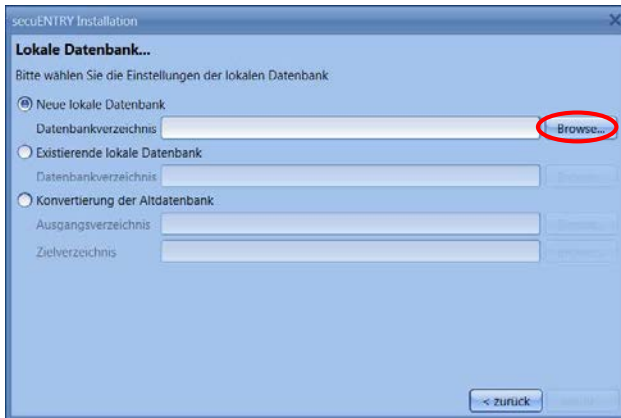 secuENTRY Installation
Lokale Datenbank...
Bitte wählen Sie die Einstellungen der lokalen Datenbank
Neue lokale Datenbank
Datenbankverzeichnis Browse...
Existierende lokale Datenbank
Datenbankverzeichnis
Konvertierung der Altdatenbank
Ausgangsverzeichnis
Zielverzeichnis
< zurück